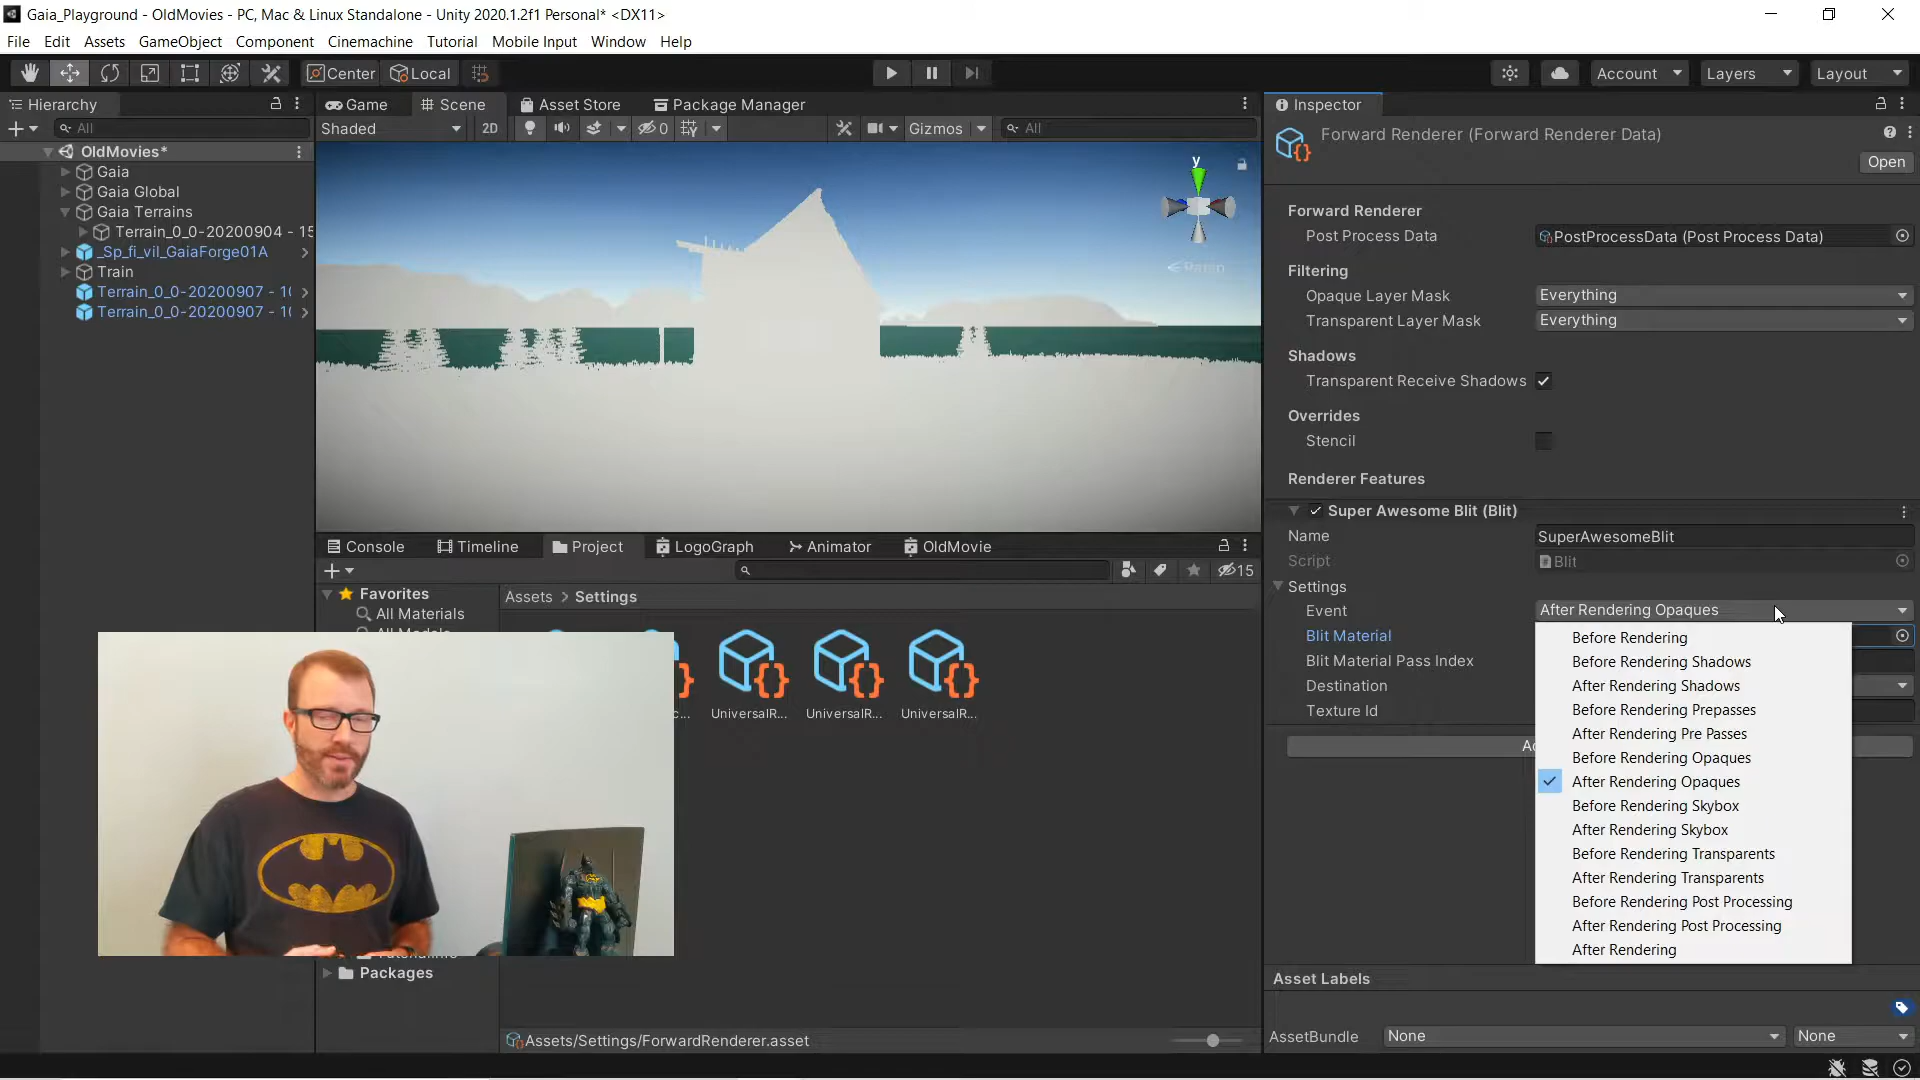 Gaia_Playground - OldMovies - PC, Mac & Linux Standalone - Unity 2020.1.2f1 Personal* <DX11>
File Edit Assets GameObject Component Cinemachine Tutorial Mobile Input Window Help
Center Local Account Layers Layout
Hierarchy
All
OldMovies*
Gaia
Gaia Global
Gaia Terrains
Terrain_0_0-20200904 - 15
_Sp_fi_vil_GaiaForge01A
Train
Terrain_0_0-20200907 - 1
Terrain_0_0-20200907 - 1
Game Scene Asset Store Package Manager
Shaded 2D 0 Gizmos All
y
Console Timeline Project LogoGraph Animator OldMovie
15
Favorites
All Materials
Packages
Assets > Settings
c... UniversalR... UniversalR... UniversalR...
Assets/Settings/ForwardRenderer.asset
Inspector
Forward Renderer (Forward Renderer Data)
Open
Forward Renderer
Post Process Data PostProcessData (Post Process Data)
Filtering
Opaque Layer Mask Everything
Transparent Layer Mask Everything
Shadows
Transparent Receive Shadows
Overrides
Stencil
Renderer Features
Super Awesome Blit (Blit)
Name SuperAwesomeBlit
Script Blit
Settings
Event After Rendering Opaques
Blit Material
Blit Material Pass Index
Destination
Texture Id
Before Rendering
Before Rendering Shadows
After Rendering Shadows
Before Rendering Prepasses
After Rendering Pre Passes
Before Rendering Opaques
After Rendering Opaques
Before Rendering Skybox
After Rendering Skybox
Before Rendering Transparents
After Rendering Transparents
Before Rendering Post Processing
After Rendering Post Processing
After Rendering
Asset Labels
AssetBundle None None